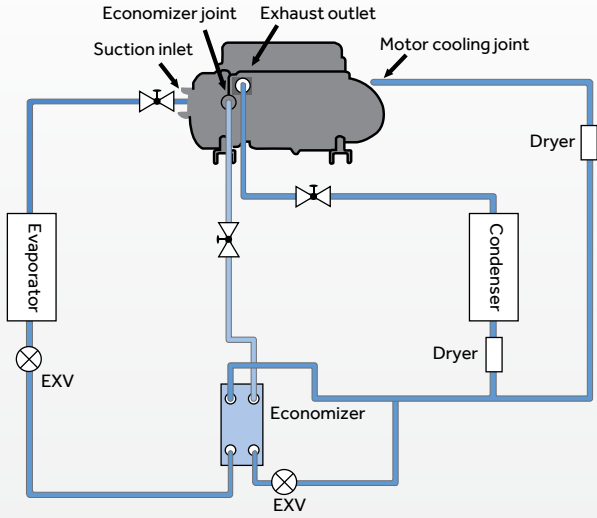 Economizer joint
Exhaust outlet
Suction inlet
Motor cooling joint
Dryer
Evaporator
Condenser
Dryer
EXV
Economizer
EXV